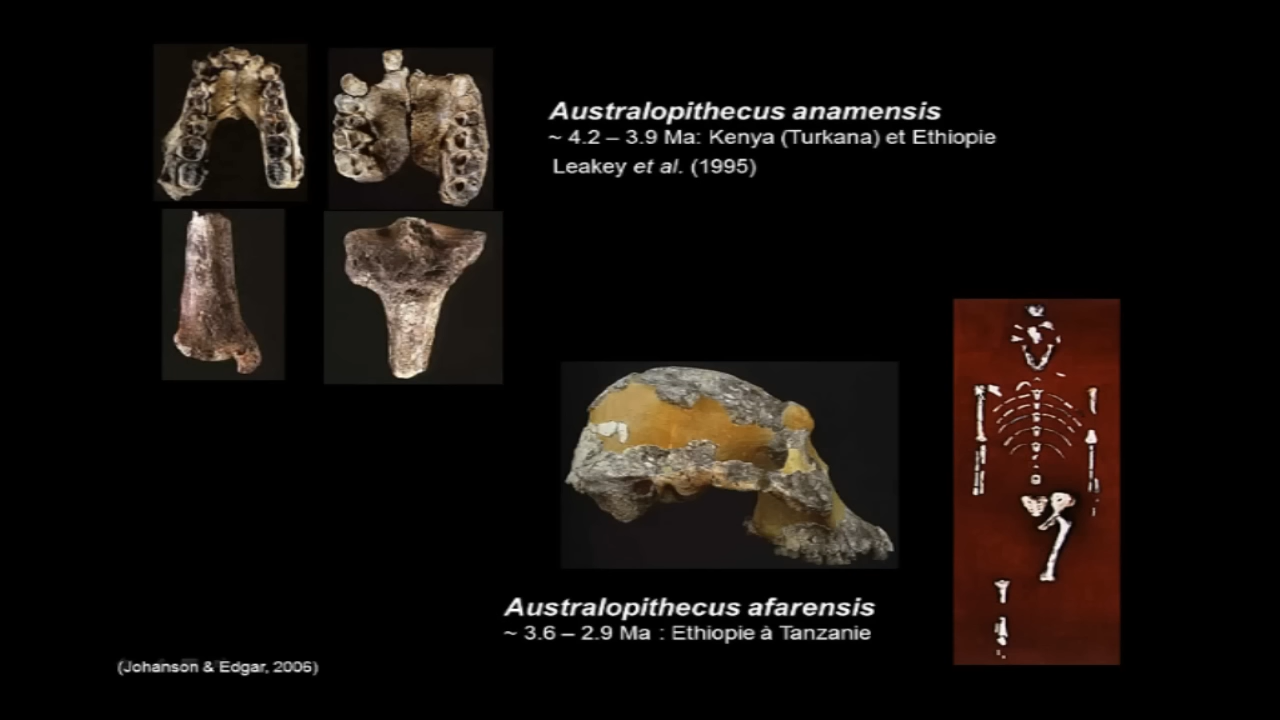 Australopithecus anamensis
~ 4.2 – 3.9 Ma: Kenya (Turkana) et Ethiopie
Leakey et al. (1995)
Australopithecus afarensis
~ 3.6 – 2.9 Ma : Ethiopie à Tanzanie
(Johanson & Edgar, 2006)